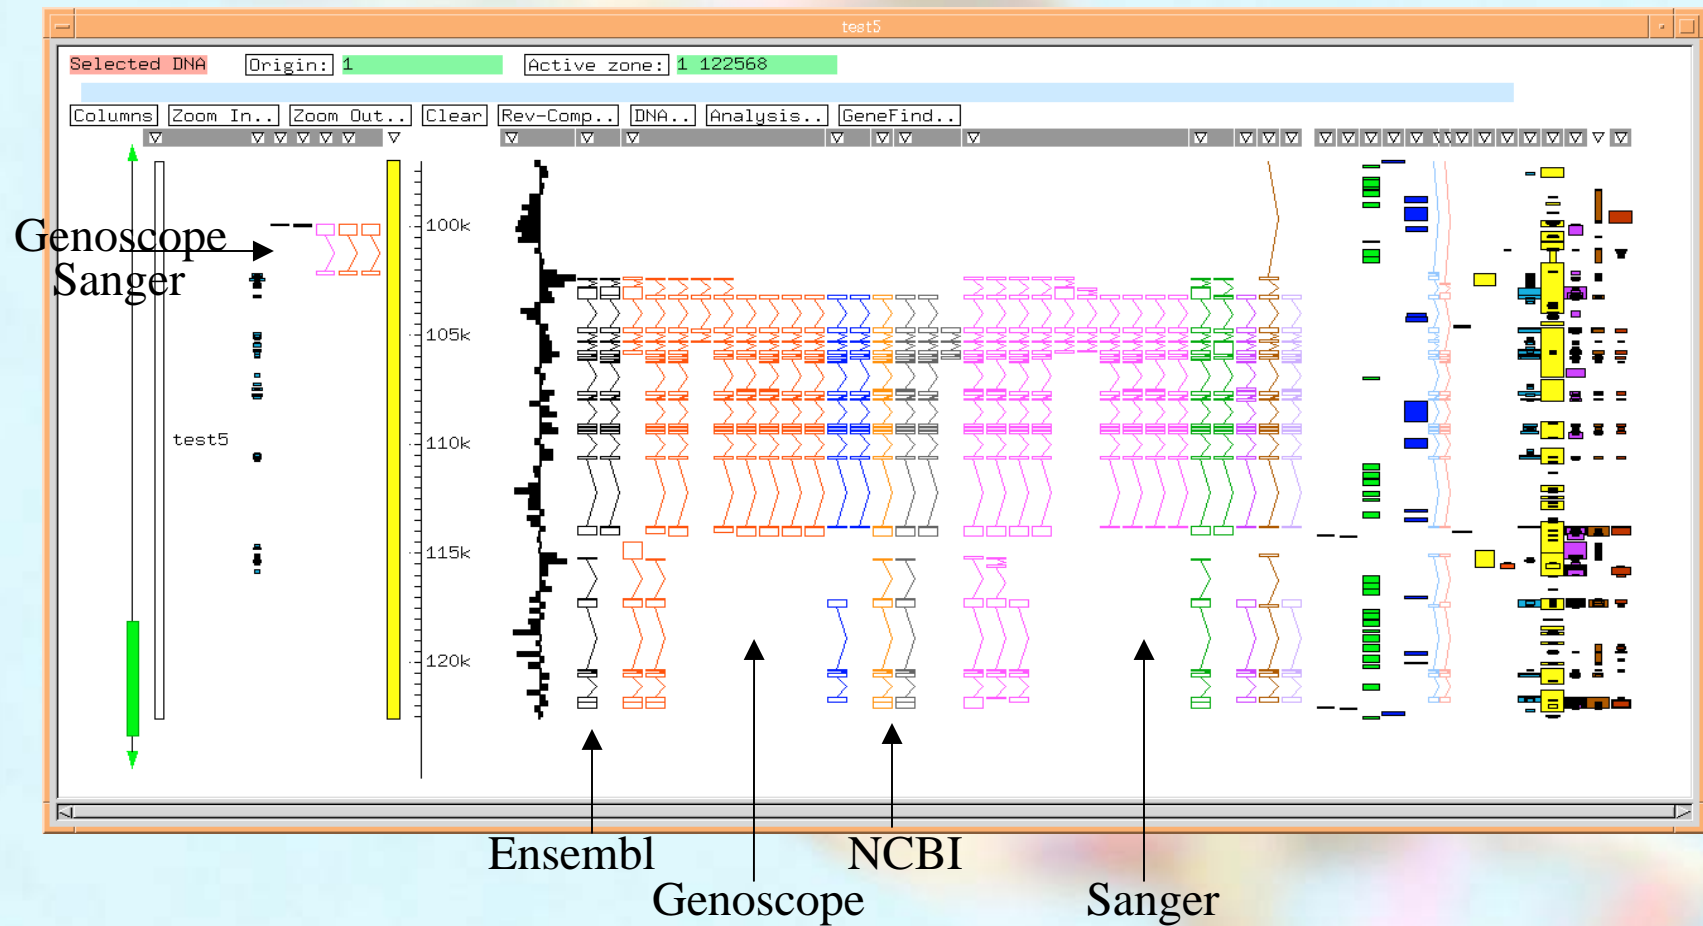 test5
Selected DNA Origin: 1 Active zone: 1 122568
Columns Zoom In.. Zoom Out.. Clear Rev-Comp.. DNA.. Analysis.. GeneFind..
100k
Genoscope
Sanger
105k
test5
110k
115k
120k
Ensembl NCBI
Genoscope Sanger